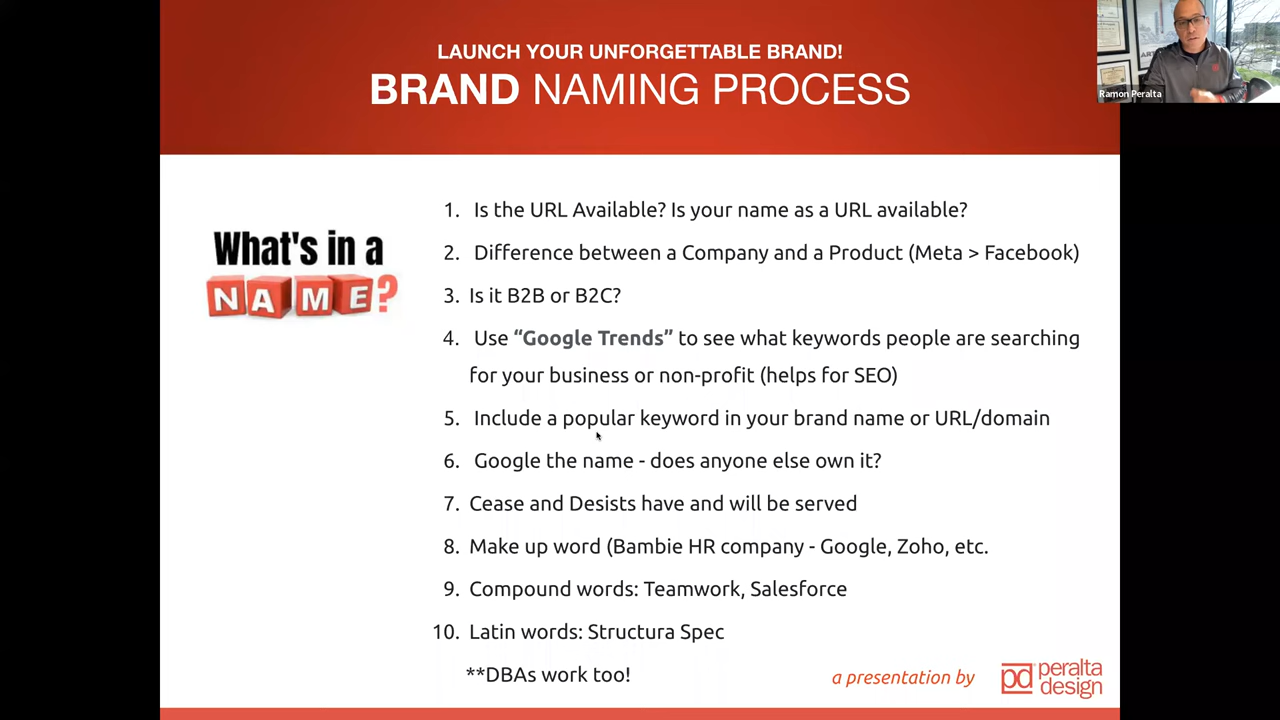 LAUNCH YOUR UNFORGETTABLE BRAND!
BRAND NAMING PROCESS
Ramon Peralta
What's in a
NAME?
1. Is the URL Available? Is your name as a URL available?
2. Difference between a Company and a Product (Meta > Facebook)
3. Is it B2B or B2C?
4. Use “Google Trends” to see what keywords people are searching
for your business or non-profit (helps for SEO)
5. Include a popular keyword in your brand name or URL/domain
6. Google the name - does anyone else own it?
7. Cease and Desists have and will be served
8. Make up word (Bambie HR company - Google, Zoho, etc.
9. Compound words: Teamwork, Salesforce
10. Latin words: Structura Spec
**DBAs work too!
a presentation by
pd peralta
design